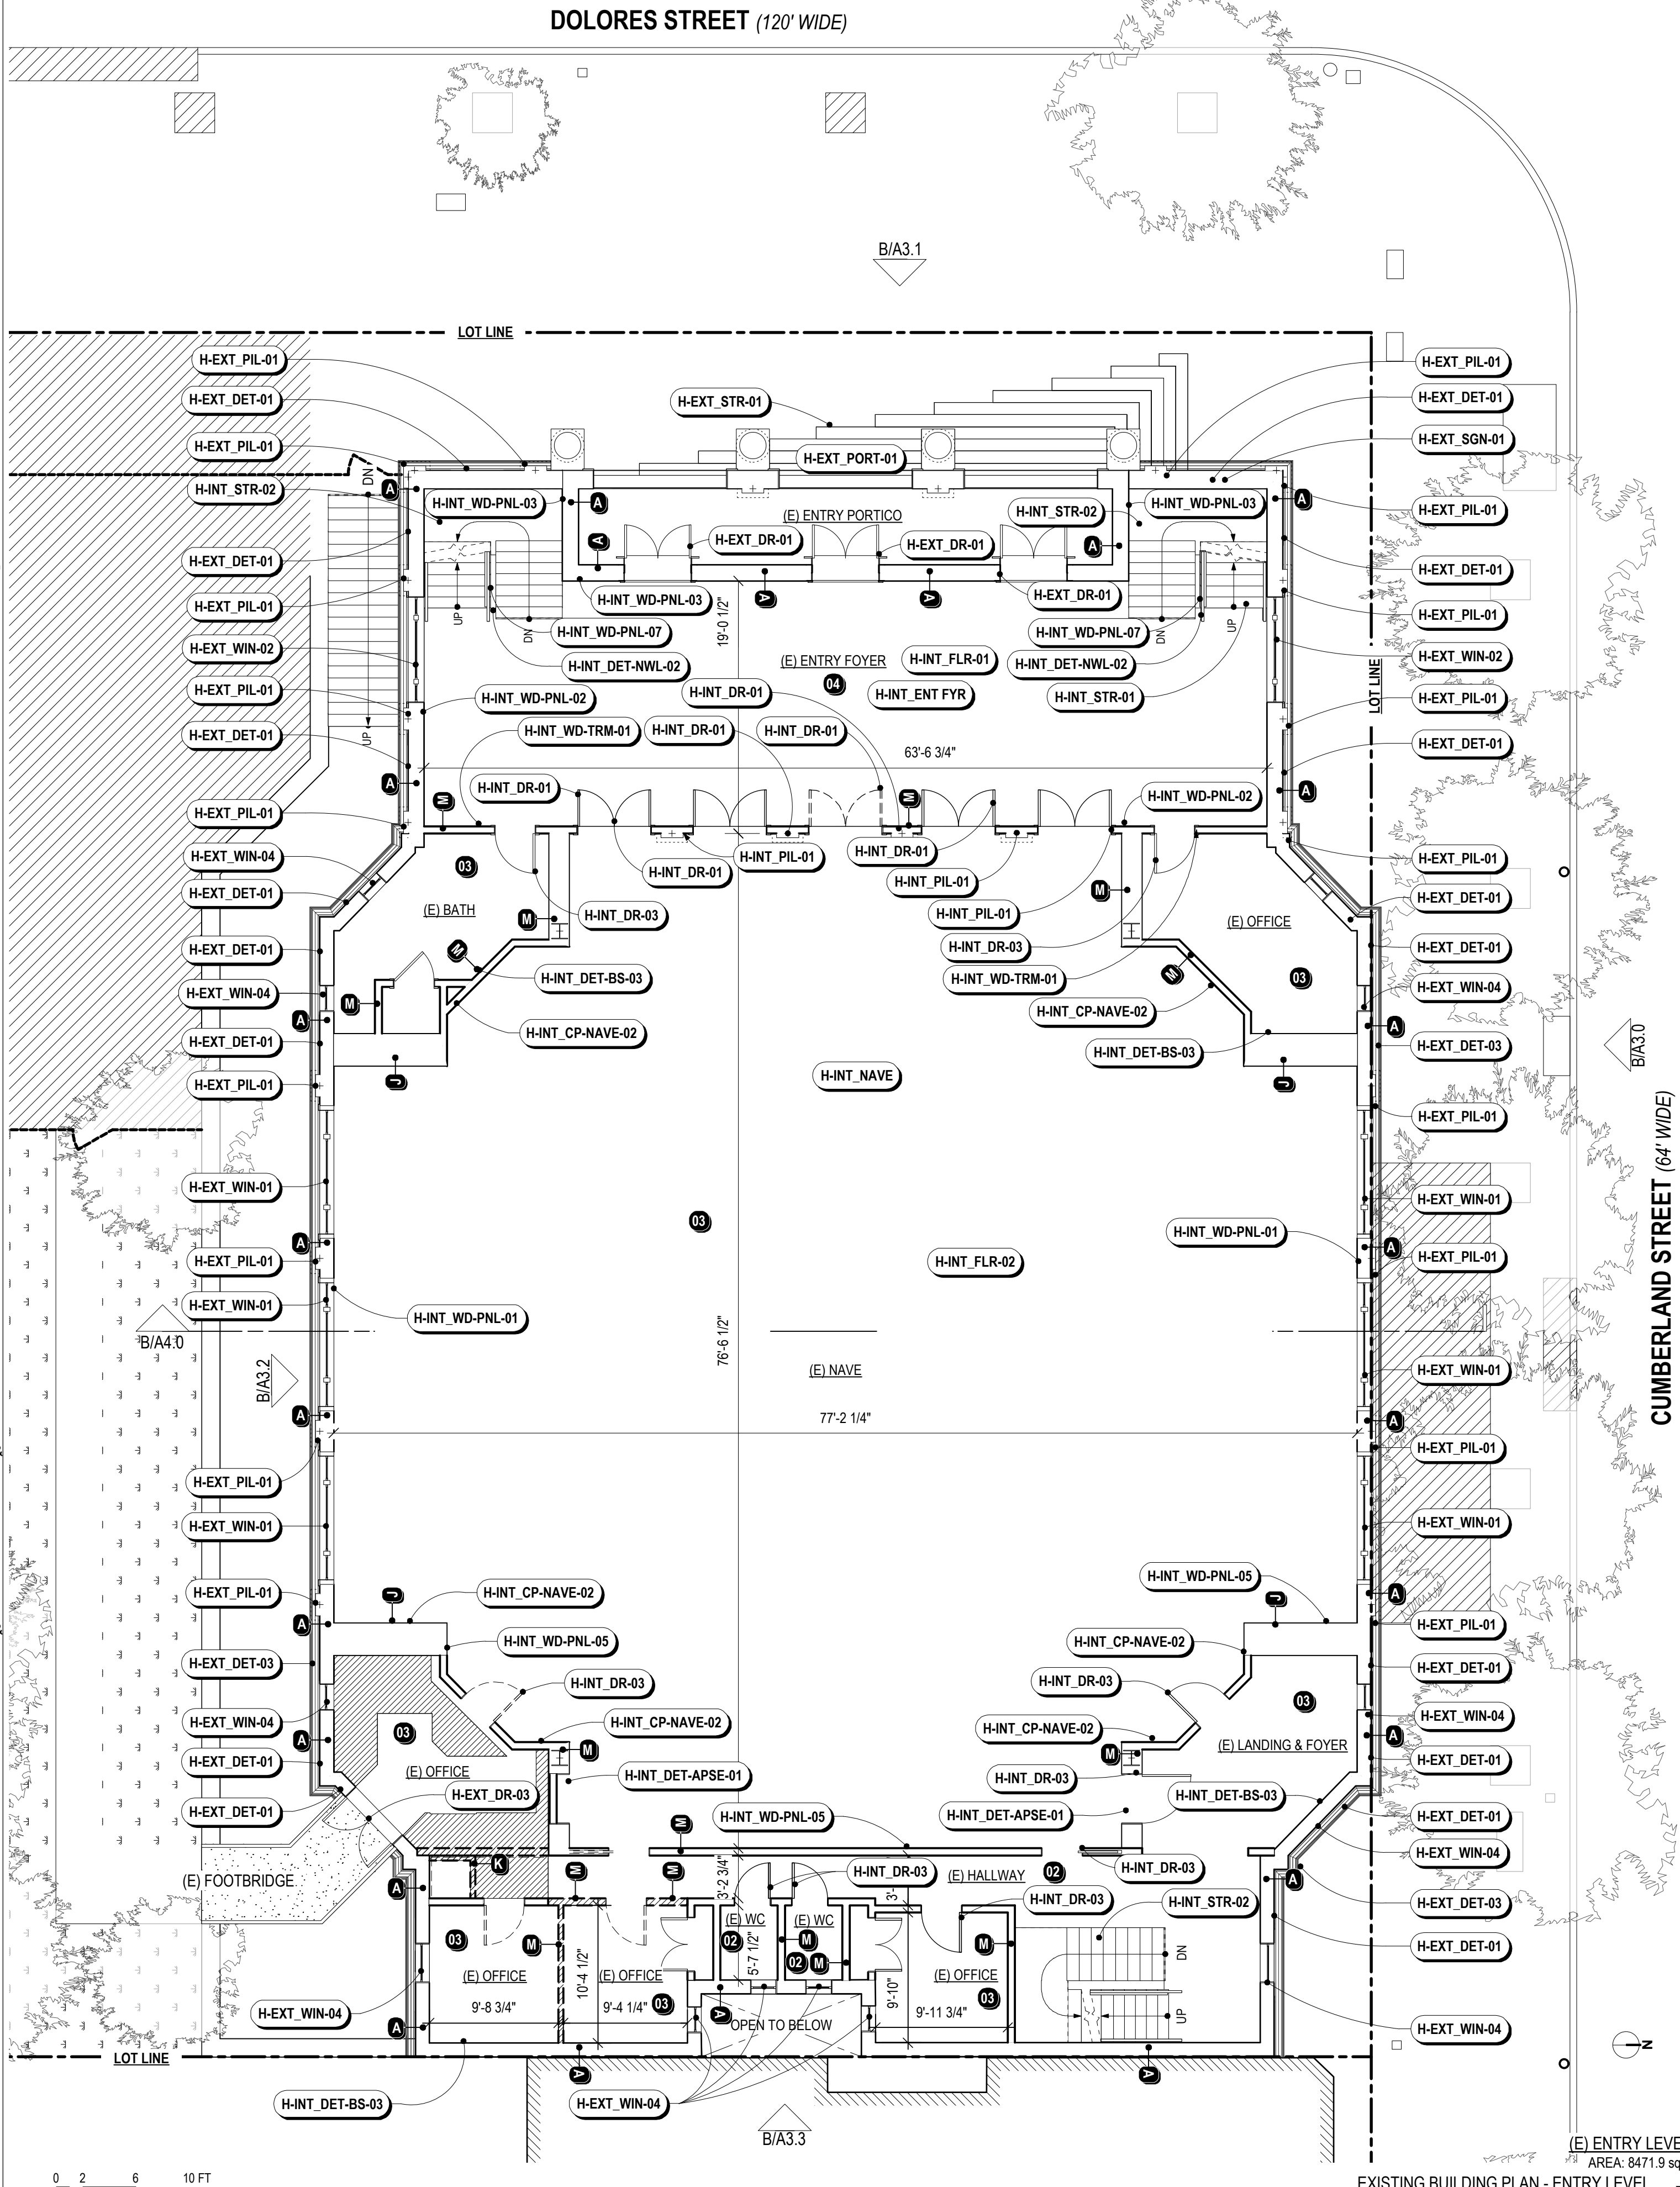 DOLORES STREET (120' WIDE)
B/A3.1
LOT LINE
H-EXT_PIL-01
H-EXT_PIL-01
H-EXT_DET-01
H-EXT_STR-01
H-EXT_DET-01
H-EXT_PIL-01
H-EXT_PORT-01
H-EXT_SGN-01
DN
H-INT_STR-02
A
H-INT_WD-PNL-03
A
(E) ENTRY PORTICO
H-INT_STR-02
H-INT_WD-PNL-03
A
H-EXT_PIL-01
H-EXT_DET-01
A
H-EXT_DR-01
H-EXT_DR-01
A
H-EXT_DET-01
H-EXT_PIL-01
UP
DN
H-INT_WD-PNL-03
A
A
H-EXT_DR-01
DN
UP
H-EXT_PIL-01
19'-0 1/2"
H-INT_WD-PNL-07
H-INT_WD-PNL-07
H-EXT_WIN-02
H-INT_DET-NWL-02
(E) ENTRY FOYER
H-INT_FLR-01
H-INT_DET-NWL-02
H-EXT_WIN-02
04
H-EXT_PIL-01
H-INT_WD-PNL-02
H-INT_DR-01
H-INT_ENT FYR
H-INT_STR-01
LOT LINE
H-EXT_PIL-01
UP
H-EXT_DET-01
H-INT_WD-TRM-01
H-INT_DR-01
H-INT_DR-01
63'-6 3/4"
H-EXT_DET-01
A
H-INT_DR-01
M
M
H-INT_WD-PNL-02
A
H-EXT_PIL-01
H-EXT_WIN-04
03
H-INT_DR-01
H-INT_PIL-01
H-INT_DR-01
H-INT_PIL-01
M
H-EXT_PIL-01
H-EXT_DET-01
(E) BATH
M
H-INT_DR-03
H-INT_PIL-01
(E) OFFICE
H-EXT_DET-01
H-EXT_DET-01
M
H-INT_DET-BS-03
H-INT_DR-03
M
H-EXT_DET-01
H-EXT_WIN-04
M
H-INT_WD-TRM-01
03
H-EXT_WIN-04
A
H-INT_CP-NAVE-02
H-INT_CP-NAVE-02
A
H-EXT_DET-01
H-INT_DET-BS-03
H-EXT_DET-03
B/A3.0
H-EXT_PIL-01
J
H-INT_NAVE
J
H-EXT_PIL-01
H-EXT_WIN-01
H-EXT_WIN-01
CUMBERLAND STREET (64' WIDE)
A
03
H-INT_WD-PNL-01
A
H-EXT_PIL-01
H-INT_FLR-02
H-EXT_PIL-01
H-EXT_WIN-01
H-INT_WD-PNL-01
B/A4.0
76'-6 1/2"
B/A3.2
(E) NAVE
H-EXT_WIN-01
A
77'-2 1/4"
A
H-EXT_PIL-01
H-EXT_PIL-01
H-EXT_WIN-01
H-EXT_WIN-01
H-EXT_PIL-01
J
H-INT_CP-NAVE-02
H-INT_WD-PNL-05
J
A
A
H-EXT_PIL-01
H-EXT_DET-03
H-INT_WD-PNL-05
H-INT_CP-NAVE-02
H-EXT_DET-01
H-INT_DR-03
H-INT_DR-03
03
H-EXT_WIN-04
03
H-INT_CP-NAVE-02
H-INT_CP-NAVE-02
H-EXT_WIN-04
A
M
M
(E) LANDING & FOYER
A
H-EXT_DET-01
(E) OFFICE
H-INT_DET-APSE-01
H-INT_DR-03
H-EXT_DET-01
H-EXT_DR-03
H-INT_DET-BS-03
H-EXT_DET-01
H-INT_WD-PNL-05
H-INT_DET-APSE-01
H-EXT_DET-01
M
H-EXT_WIN-04
K
M
M
3'-2 3/4"
H-INT_DR-03
(E) HALLWAY
02
H-INT_DR-03
(E) FOOTBRIDGE
A
3'-
H-INT_DR-03
H-INT_STR-02
A
H-EXT_DET-03
(E) WC
(E) WC
03
M
02
5'-7 1/2"
M
02
M
M
DN
H-EXT_DET-01
(E) OFFICE
10'-4 1/2"
(E) OFFICE
9'-10"
(E) OFFICE
03
03
H-EXT_WIN-04
9'-8 3/4"
9'-4 1/4"
A
OPEN TO BELOW
9'-11 3/4"
UP
H-EXT_WIN-04
A
N
LOT LINE
A
A
H-INT_DET-BS-03
H-EXT_WIN-04
B/A3.3
(E) ENTRY LEVE
AREA: 8471.9 sq
0 2 6 10 FT
EXISTING BUILDING PLAN - ENTRY LEVEL